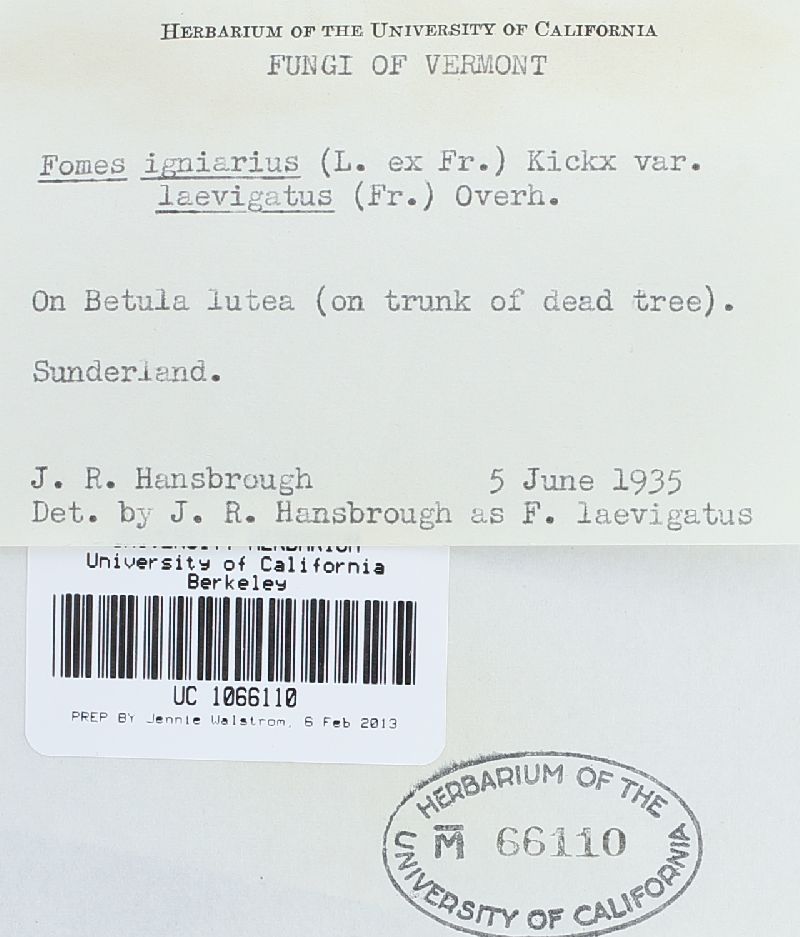 HERBARIUM OF THE UNIVERSITY OF CALIFORNIA
FUNGI OF VERMONT
Fomes igniarius (L. ex Fr.) Kickx var.
laevigatus (Fr.) Overh.
On Betula lutea (on trunk of dead tree).
Sunderland.
J. R. Hansbrough 5 June 1935
Det. by J. R. Hansbrough as F. laevigatus
UNIVERSITY HERBARIUM
University of California
Berkeley
UC 1066110
PREP BY Jennie Walstrom, 6 Feb 2013
HERBARIUM OF THE
M̅ 66110
UNIVERSITY OF CALIFORNIA